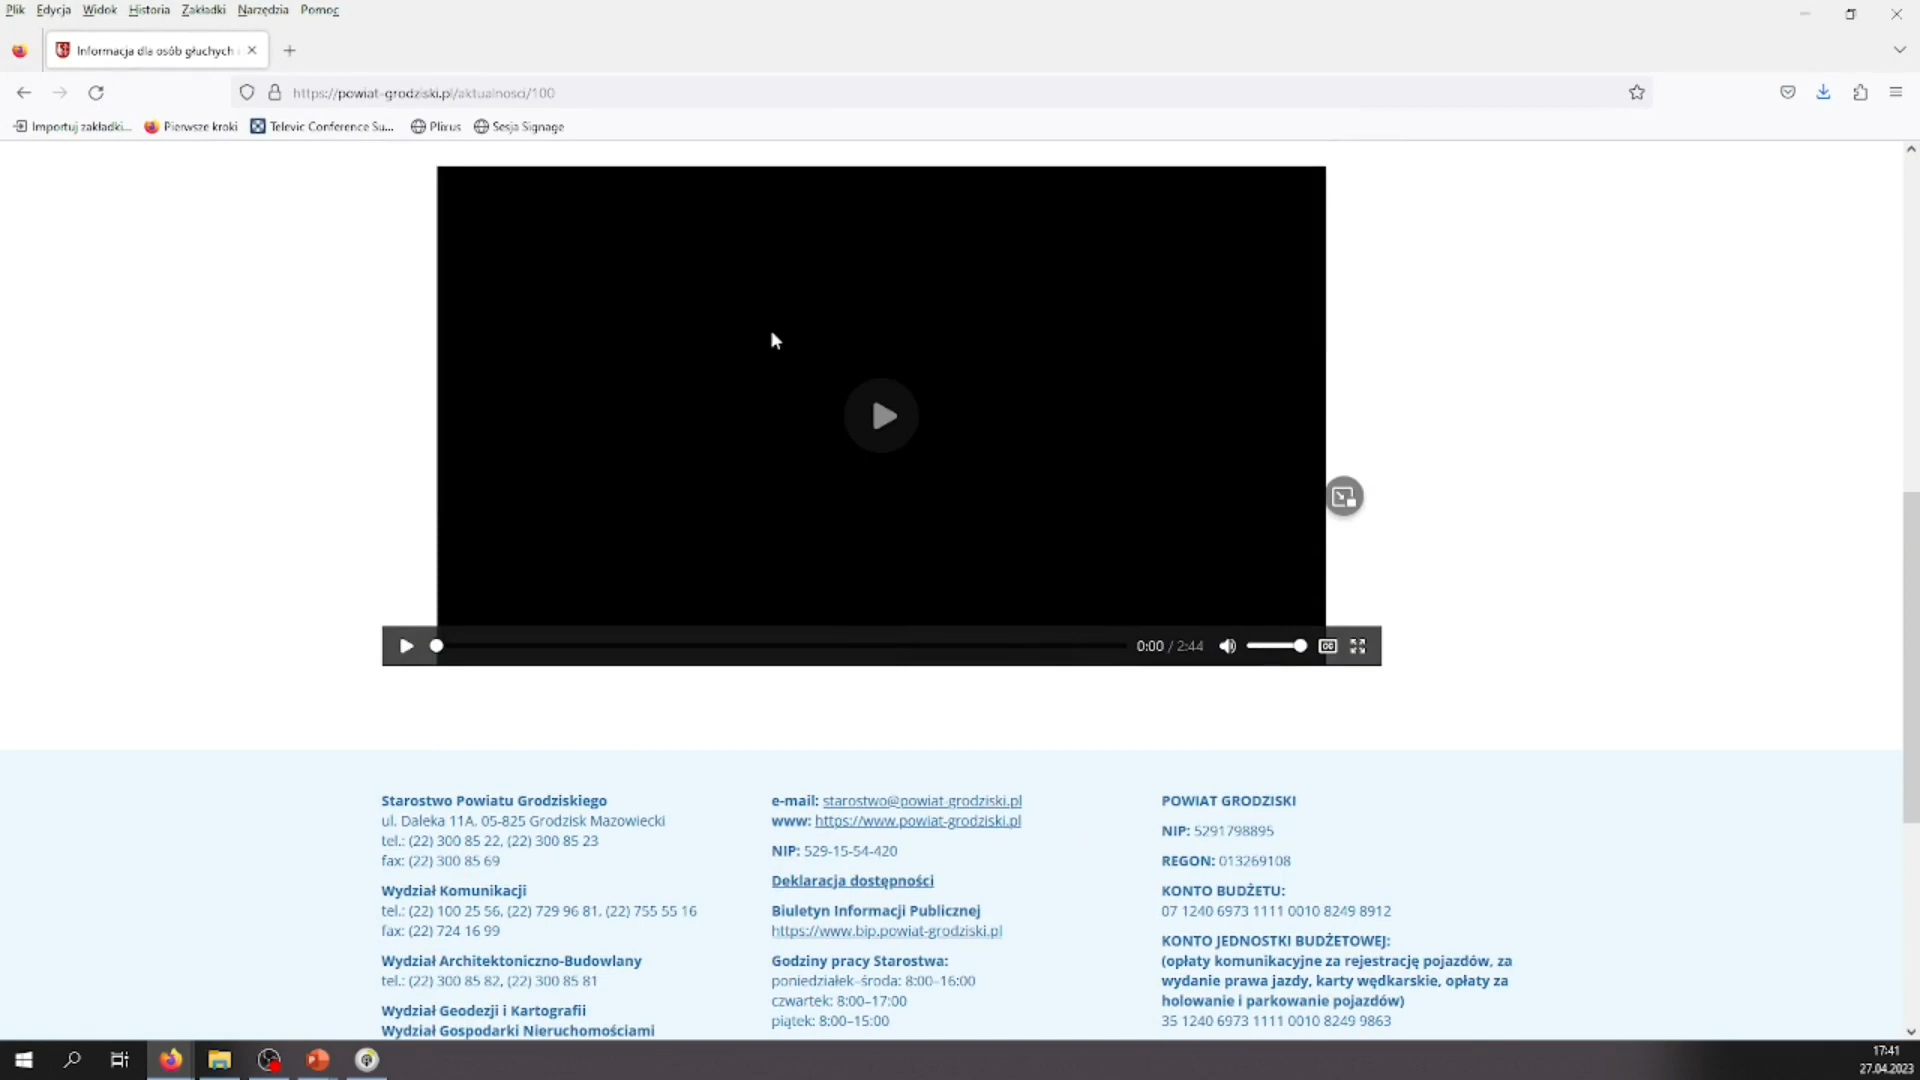 Plik Edycja Widok Historia Zakładki Narzędzia Pomoc
Informacja dla osób głuchych
https://powiat-grodziski.pl/aktualnosci/100
Importuj zakładki... Pierwsze kroki Televic Conference Su... Plixus Sesja Signage
0:00 / 2:44
Starostwo Powiatu Grodziskiego
ul. Daleka 11A, 05-825 Grodzisk Mazowiecki
tel.: (22) 300 85 22, (22) 300 85 23
fax: (22) 300 85 69
Wydział Komunikacji
tel.: (22) 100 25 56, (22) 729 96 81, (22) 755 55 16
fax: (22) 724 16 99
Wydział Architektoniczno-Budowlany
tel.: (22) 300 85 82, (22) 300 85 81
Wydział Geodezji i Kartografii
Wydział Gospodarki Nieruchomościami
e-mail: starostwo@powiat-grodziski.pl
www: https://www.powiat-grodziski.pl
NIP: 529-15-54-420
Deklaracja dostępności
Biuletyn Informacji Publicznej
https://www.bip.powiat-grodziski.pl
Godziny pracy Starostwa:
poniedziałek–środa: 8:00–16:00
czwartek: 8:00–17:00
piątek: 8:00–15:00
POWIAT GRODZISKI
NIP: 5291798895
REGON: 013269108
KONTO BUDŻETU:
07 1240 6973 1111 0010 8249 8912
KONTO JEDNOSTKI BUDŻETOWEJ:
(opłaty komunikacyjne za rejestrację pojazdów, za
wydanie prawa jazdy, karty wędkarskie, opłaty za
holowanie i parkowanie pojazdów)
35 1240 6973 1111 0010 8249 9863
17:41
27.04.2023